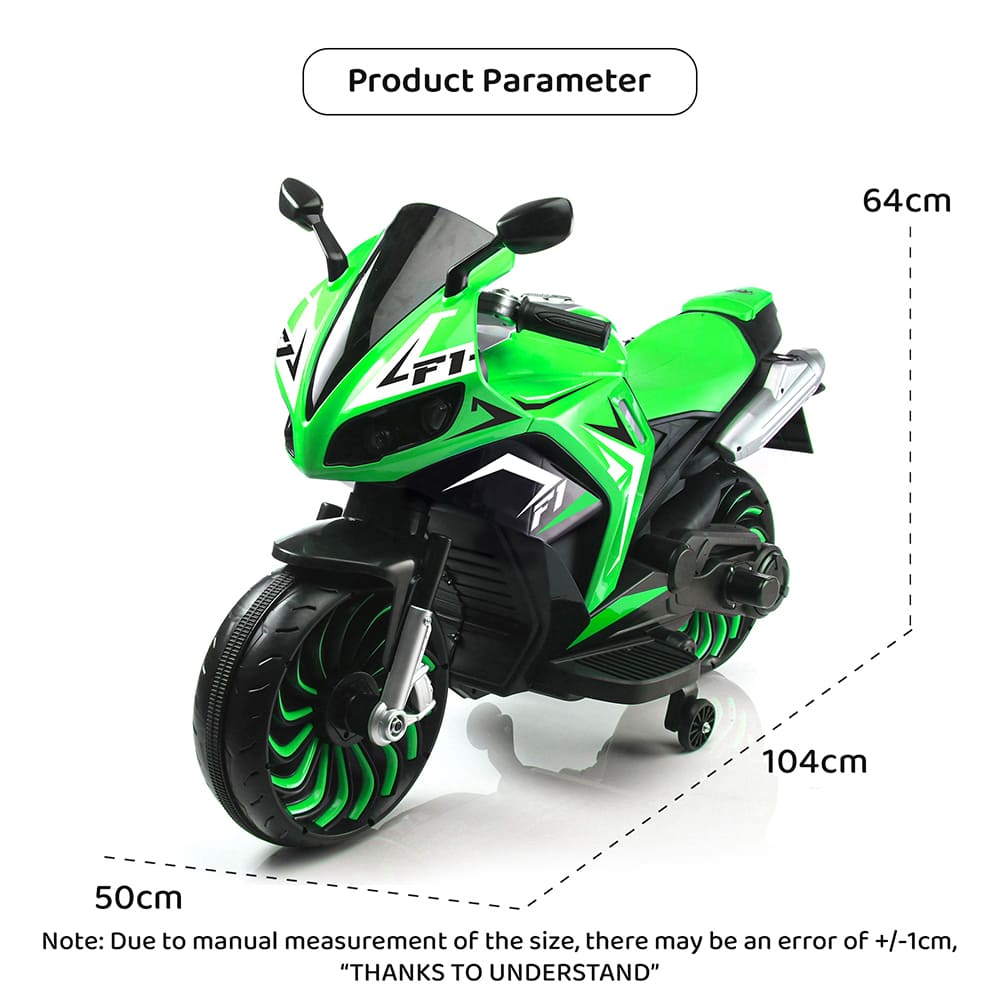 Product Parameter
64cm
F1
F1
104cm
50cm
Note: Due to manual measurement of the size, there may be an error of +/-1cm,
“THANKS TO UNDERSTAND”